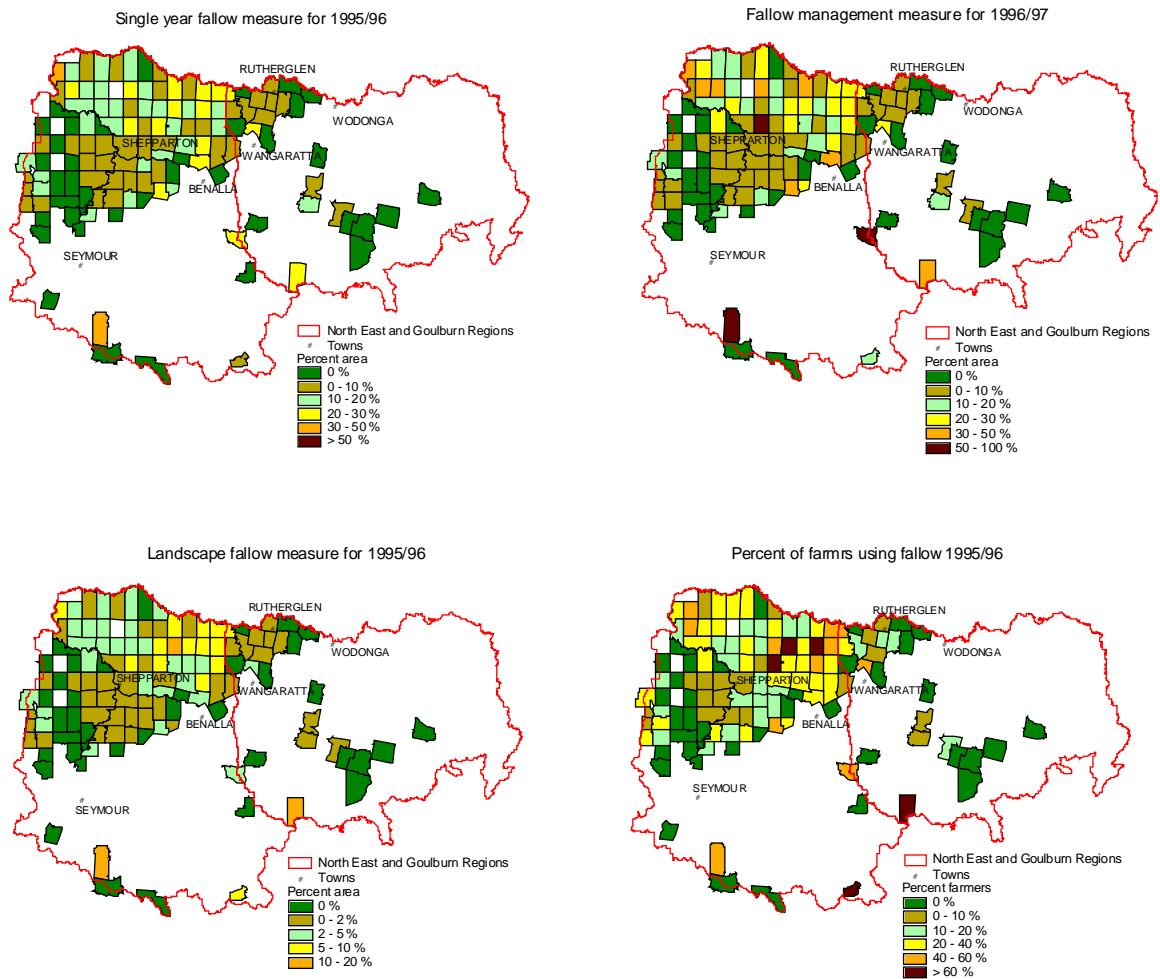 Single year fallow measure for 1995/96
RUTHERGLEN
#
# WODONGA
SHEPPARTON
#
WANGARATTA
#
BENALLA
SEYMOUR
#
North East and Goulburn Regions
# Towns
Percent area
0 %
0 - 10 %
10 - 20 %
20 - 30 %
30 - 50 %
> 50 %
Fallow management measure for 1996/97
RUTHERGLEN
#
# WODONGA
SHEPPARTON
#
WANGARATTA
#
BENALLA
SEYMOUR
#
North East and Goulburn Regions
# Towns
Percent area
0 %
0 - 10 %
10 - 20 %
20 - 30 %
30 - 50 %
50 - 100 %
Landscape fallow measure for 1995/96
RUTHERGLEN
#
# WODONGA
SHEPPARTON
#
WANGARATTA
#
BENALLA
#
SEYMOUR
North East and Goulburn Regions
# Towns
Percent area
0 %
0 - 2 %
2 - 5 %
5 - 10 %
10 - 20 %
Percent of farmrs using fallow 1995/96
RUTHERGLEN
#
# WODONGA
SHEPPARTON
#
WANGARATTA
#
BENALLA
SEYMOUR
#
North East and Goulburn Regions
# Towns
Percent farmers
0 %
0 - 10 %
10 - 20 %
20 - 40 %
40 - 60 %
> 60 %